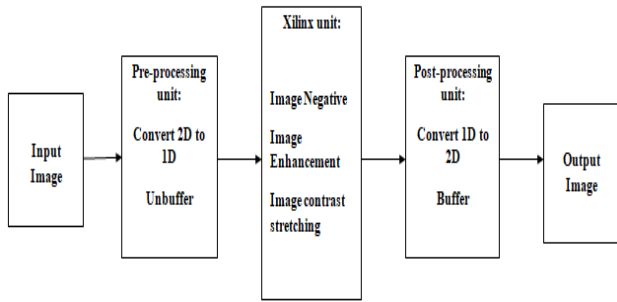 Input
Image
Pre-processing
unit:
Convert 2D to
1D
Unbuffer
Xilinx unit:
Image Negative
Image
Enhancement
Image contrast
stretching
Post-processing
unit:
Convert 1D to
2D
Buffer
Output
Image